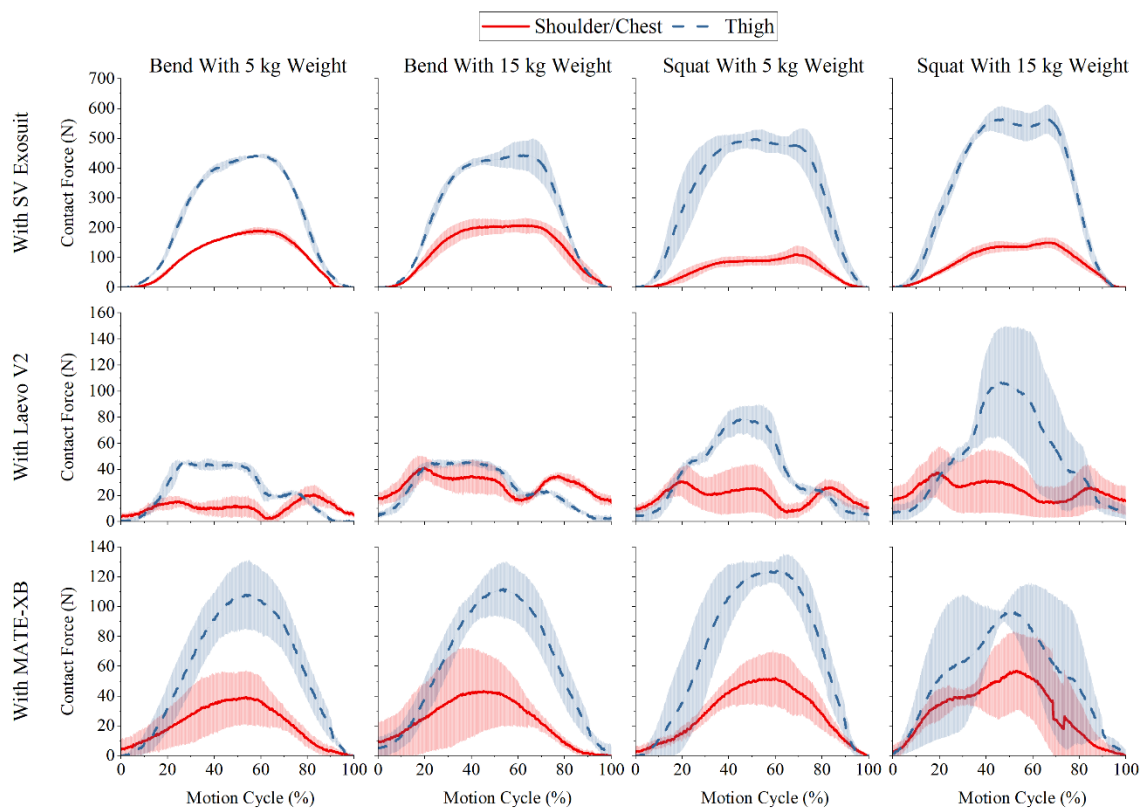 Shoulder/Chest Thigh
Bend With 5 kg Weight Bend With 15 kg Weight Squat With 5 kg Weight Squat With 15 kg Weight
With SV Exosuit
Contact Force (N)
700
600
500
400
300
200
100
0
With Laevo V2
Contact Force (N)
160
140
120
100
80
60
40
20
0
With MATE-XB
Contact Force (N)
140
120
100
80
60
40
20
0
0 20 40 60 80 100 0 20 40 60 80 100 0 20 40 60 80 100 0 20 40 60 80 100
Motion Cycle (%) Motion Cycle (%) Motion Cycle (%) Motion Cycle (%)